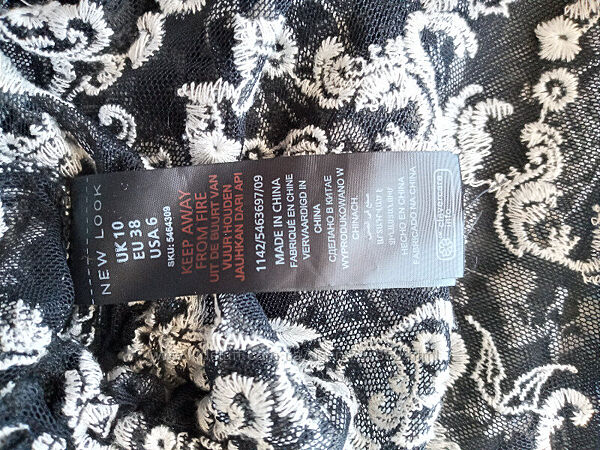 NEW LOOK
UK 10
EU 38
USA 6
SKU: 5464309
KEEP AWAY
FROM FIRE
UIT DE BUURT VAN
VUUR HOUDEN
JAUHKAN DARI API
1142/5463697/09
MADE IN CHINA
FABRIQUÉ EN CHINE
VERVAARDIGD IN
CHINA
СДЕЛАНО В КИТАЕ
WYPRODUKOWANO W
CHINACH.
HECHO EN CHINA
FABRICADO NA CHINA
clevercare